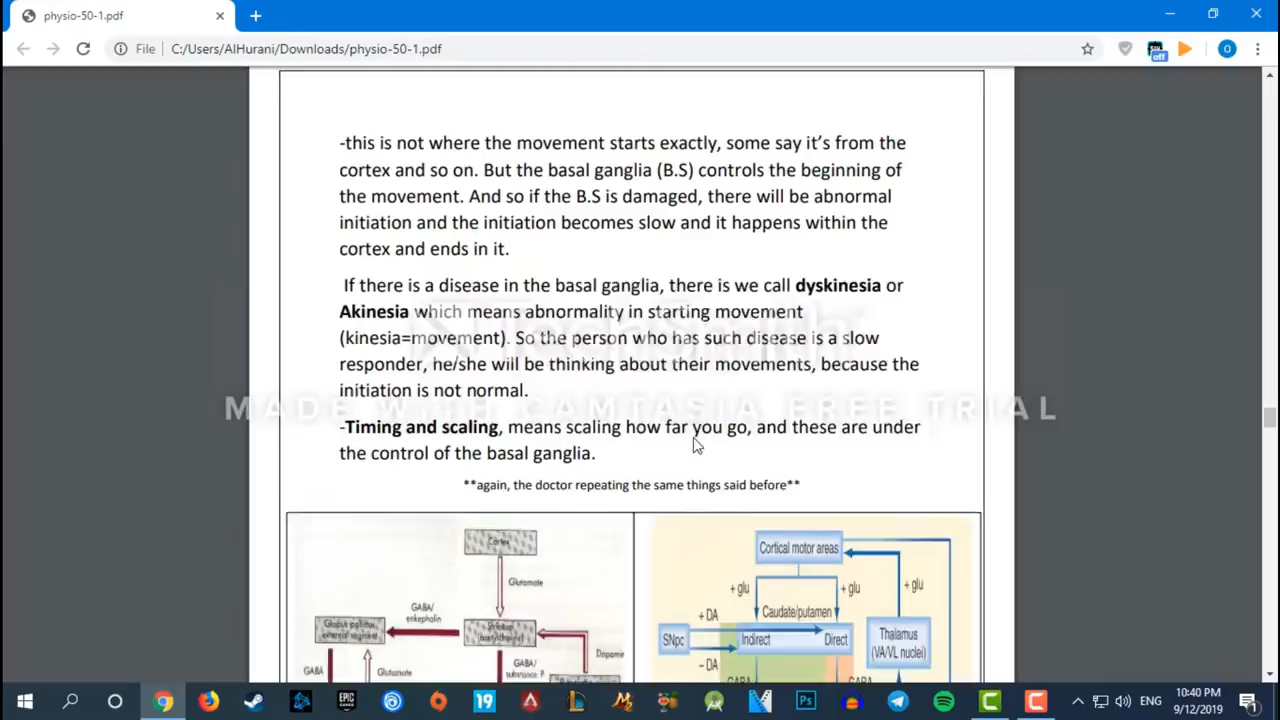 physio-50-1.pdf
File
C:/Users/AlHurani/Downloads/physio-50-1.pdf
off
O
-this is not where the movement starts exactly, some say it's from the
cortex and so on. But the basal ganglia (B.S) controls the beginning of
the movement. And so if the B.S is damaged, there will be abnormal
initiation and the initiation becomes slow and it happens within the
cortex and ends in it.
If there is a disease in the basal ganglia, there is we call dyskinesia or
Akinesia which means abnormality in starting movement
(kinesia=movement). So the person who has such disease is a slow
responder, he/she will be thinking about their movements, because the
initiation is not normal.
MADE WITH CAMTASIA FREE TRIAL
-Timing and scaling, means scaling how far you go, and these are under
the control of the basal ganglia.
**again, the doctor repeating the same things said before**
Cortex
Glutamate
GABA/
enkephalin
Globus pallidus
external segment
Dopamine
GABA
Glutamate
GABA/
substance P
Cortical motor areas
+ glu
+ glu
+ glu
Caudate/putamen
+ DA
SNpc
Indirect
Direct
– DA
Thalamus
(VA/VL nuclei)
EPIC
GAMES
19
Ps
ENG
10:40 PM
9/12/2019